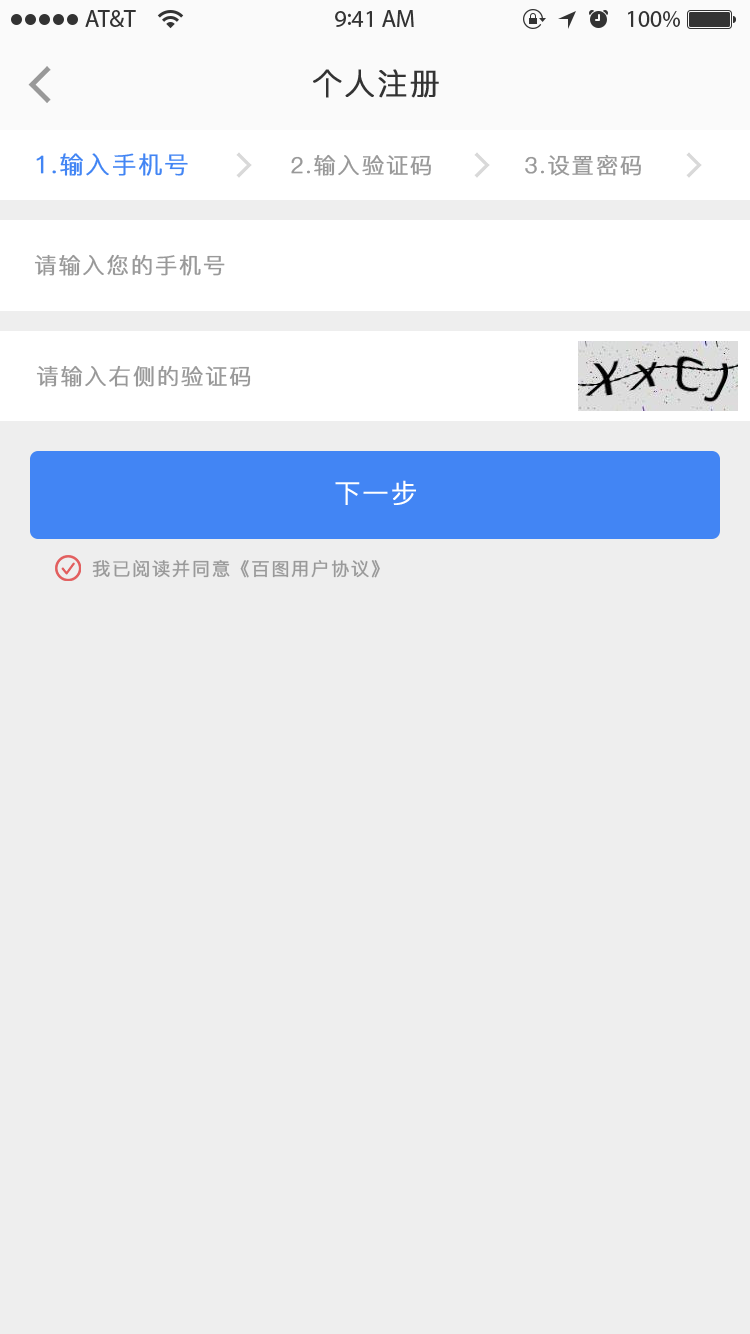 AT&T 9:41 AM 100%
个人注册
1.输入手机号 2.输入验证码 3.设置密码
请输入您的手机号
请输入右侧的验证码
下一步
我已阅读并同意《百图用户协议》